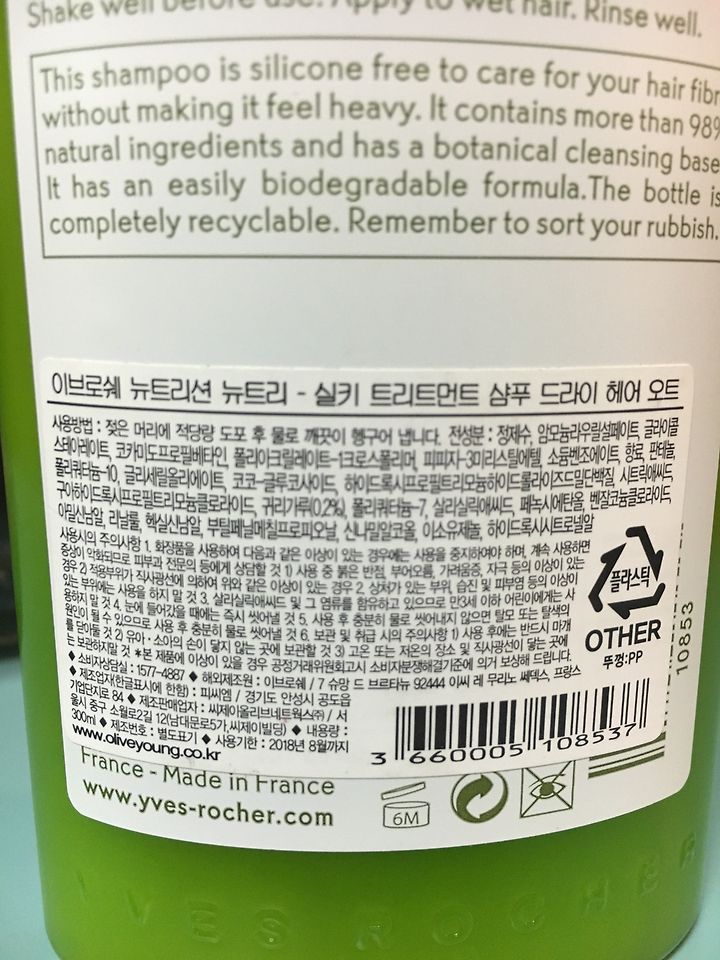 Shake well before use. Apply to wet hair. Rinse well.
This shampoo is silicone free to care for your hair fibr
without making it feel heavy. It contains more than 98%
natural ingredients and has a botanical cleansing base
It has an easily biodegradable formula.The bottle is
completely recyclable. Remember to sort your rubbish.
이브로쉐 뉴트리션 뉴트리 - 실키 트리트먼트 샴푸 드라이 헤어 오트
사용방법 : 젖은 머리에 적당량 도포 후 물로 깨끗이 헹구어 냅니다. 전성분 : 정제수, 암모늄라우릴설페이트, 글라이콜
스테아레이트, 코카미도프로필베타인, 폴리아크릴레이트-1크로스폴리머, 피피지-3미리스틸에텔, 소듐벤조에이트, 향료, 판테놀,
폴리쿼터늄-10, 글리세릴올리에이트, 코코-글루코사이드, 하이드록시프로필트리모늄하이드롤라이즈드밀단백질, 시트릭애씨드,
구아하이드록시프로필트리모늄클로라이드, 귀리가루(0.2%), 폴리쿼터늄-7, 살리실릭애씨드, 페녹시에탄올, 벤잘코늄클로라이드,
아밀신남알, 리날룰, 헥실신남알, 부틸페닐메칠프로피오날, 신나밀알코올, 이소유제놀, 하이드록시시트로넬알
사용시의 주의사항 1. 화장품을 사용하여 다음과 같은 이상이 있는 경우에는 사용을 중지하여야 하며, 계속 사용하면
증상이 악화되므로 피부과 전문의 등에게 상담할 것 1) 사용 중 붉은 반점, 부어오름, 가려움증, 자극 등의 이상이 있는
경우 2) 적용부위가 직사광선에 의하여 위와 같은 이상이 있는 경우 2. 상처가 있는 부위, 습진 및 피부염 등의 이상이
있는 부위에는 사용을 하지 말 것 3. 살리실릭애씨드 및 그 염류를 함유하고 있으므로 만3세 이하 어린이에게는 사
용하지 말 것 4. 눈에 들어갔을 때에는 즉시 씻어낼 것 5. 사용 후 충분히 물로 씻어내지 않으면 탈모 또는 탈색의
원인이 될 수 있으므로 사용 후 충분히 물로 씻어낼 것 6. 보관 및 취급 시의 주의사항 1) 사용 후에는 반드시 마개
를 닫아둘 것 2) 유아·소아의 손이 닿지 않는 곳에 보관할 것 3) 고온 또는 저온의 장소 및 직사광선이 닿는 곳에
는 보관하지말 것 *본 제품에 이상이 있을 경우 공정거래위원회고시 소비자분쟁해결기준에 의거 보상해 드립니다.
◆ 소비자상담실 : 1577-4887 ◆ 해외제조원 : 이브로쉐 / 7 슈망 드 브르타뉴 92444 이씨 레 무리노 쎄덱스, 프랑스
◆ 제조업자(한글표시에 한함) : 피씨엠 / 경기도 안성시 공도읍
기업단지로 84 ◆ 제조판매업자 : 씨제이올리브네트웍스㈜ / 서
울시 중구 소월로2길 12(남대문로5가, 씨제이빌딩) ◆ 내용량 :
300ml ◆ 제조번호 : 별도표기 ◆ 사용기한 : 2018년 8월까지
www.oliveyoung.co.kr
플라스틱
OTHER
뚜껑:PP
10853
3 660005 108537
France - Made in France
www.yves-rocher.com
6M
YVES ROCHER